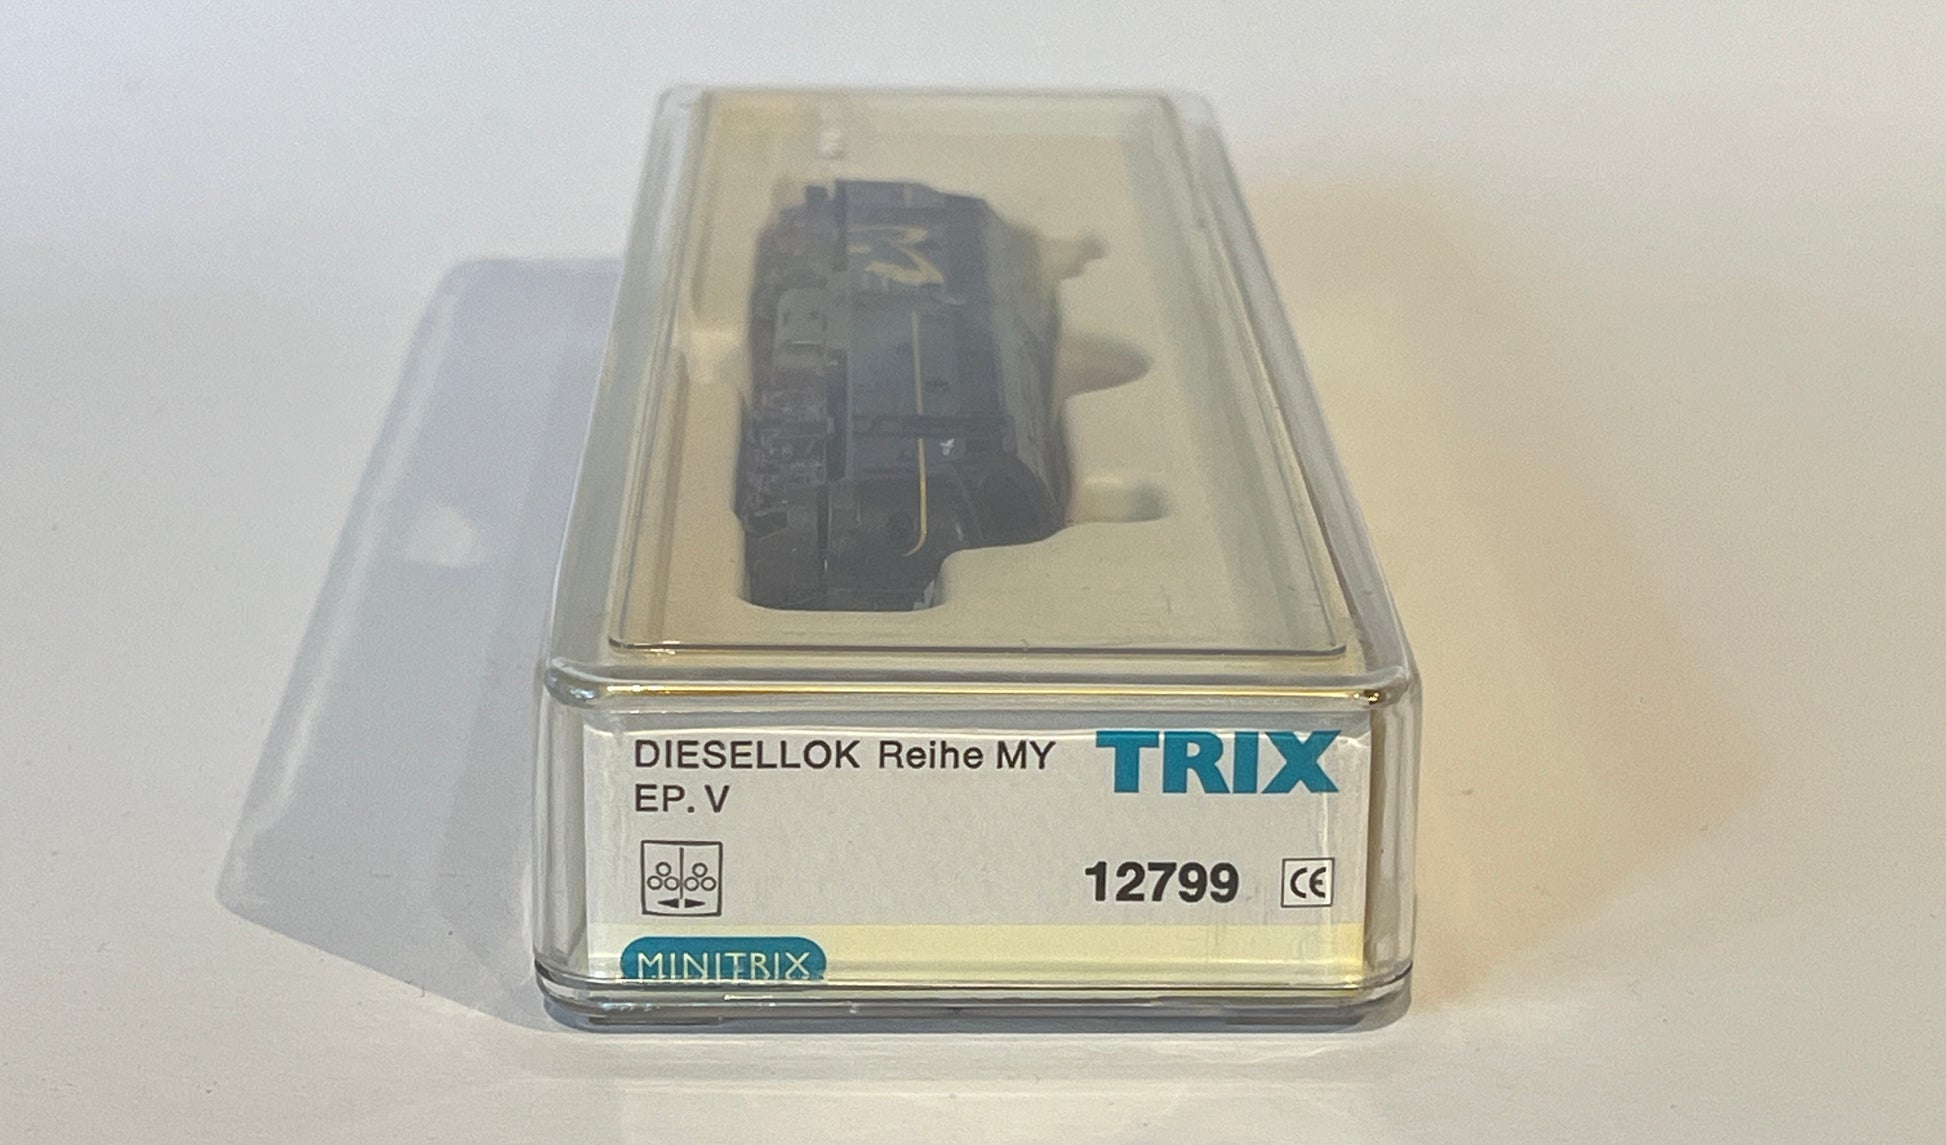 DIESELLOK Reihe MY
EP. V
TRIX
12799
CE
MINITRIX